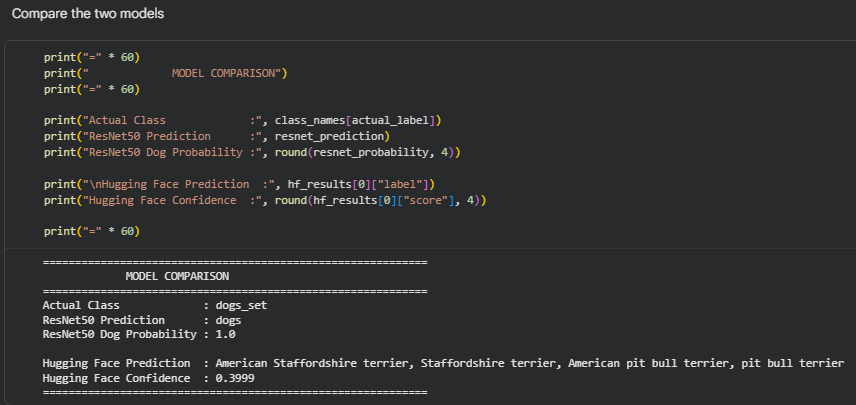 Compare the two models
print("=" * 60)
print("            MODEL COMPARISON")
print("=" * 60)
print("Actual Class            :", class_names[actual_label])
print("ResNet50 Prediction     :", resnet_prediction)
print("ResNet50 Dog Probability :", round(resnet_probability, 4))
print("\nHugging Face Prediction  :", hf_results[0]["label"])
print("Hugging Face Confidence  :", round(hf_results[0]["score"], 4))
print("=" * 60)
============================================================
            MODEL COMPARISON
============================================================
Actual Class            : dogs_set
ResNet50 Prediction     : dogs
ResNet50 Dog Probability : 1.0
Hugging Face Prediction  : American Staffordshire terrier, Staffordshire terrier, American pit bull terrier, pit bull terrier
Hugging Face Confidence  : 0.3999
============================================================